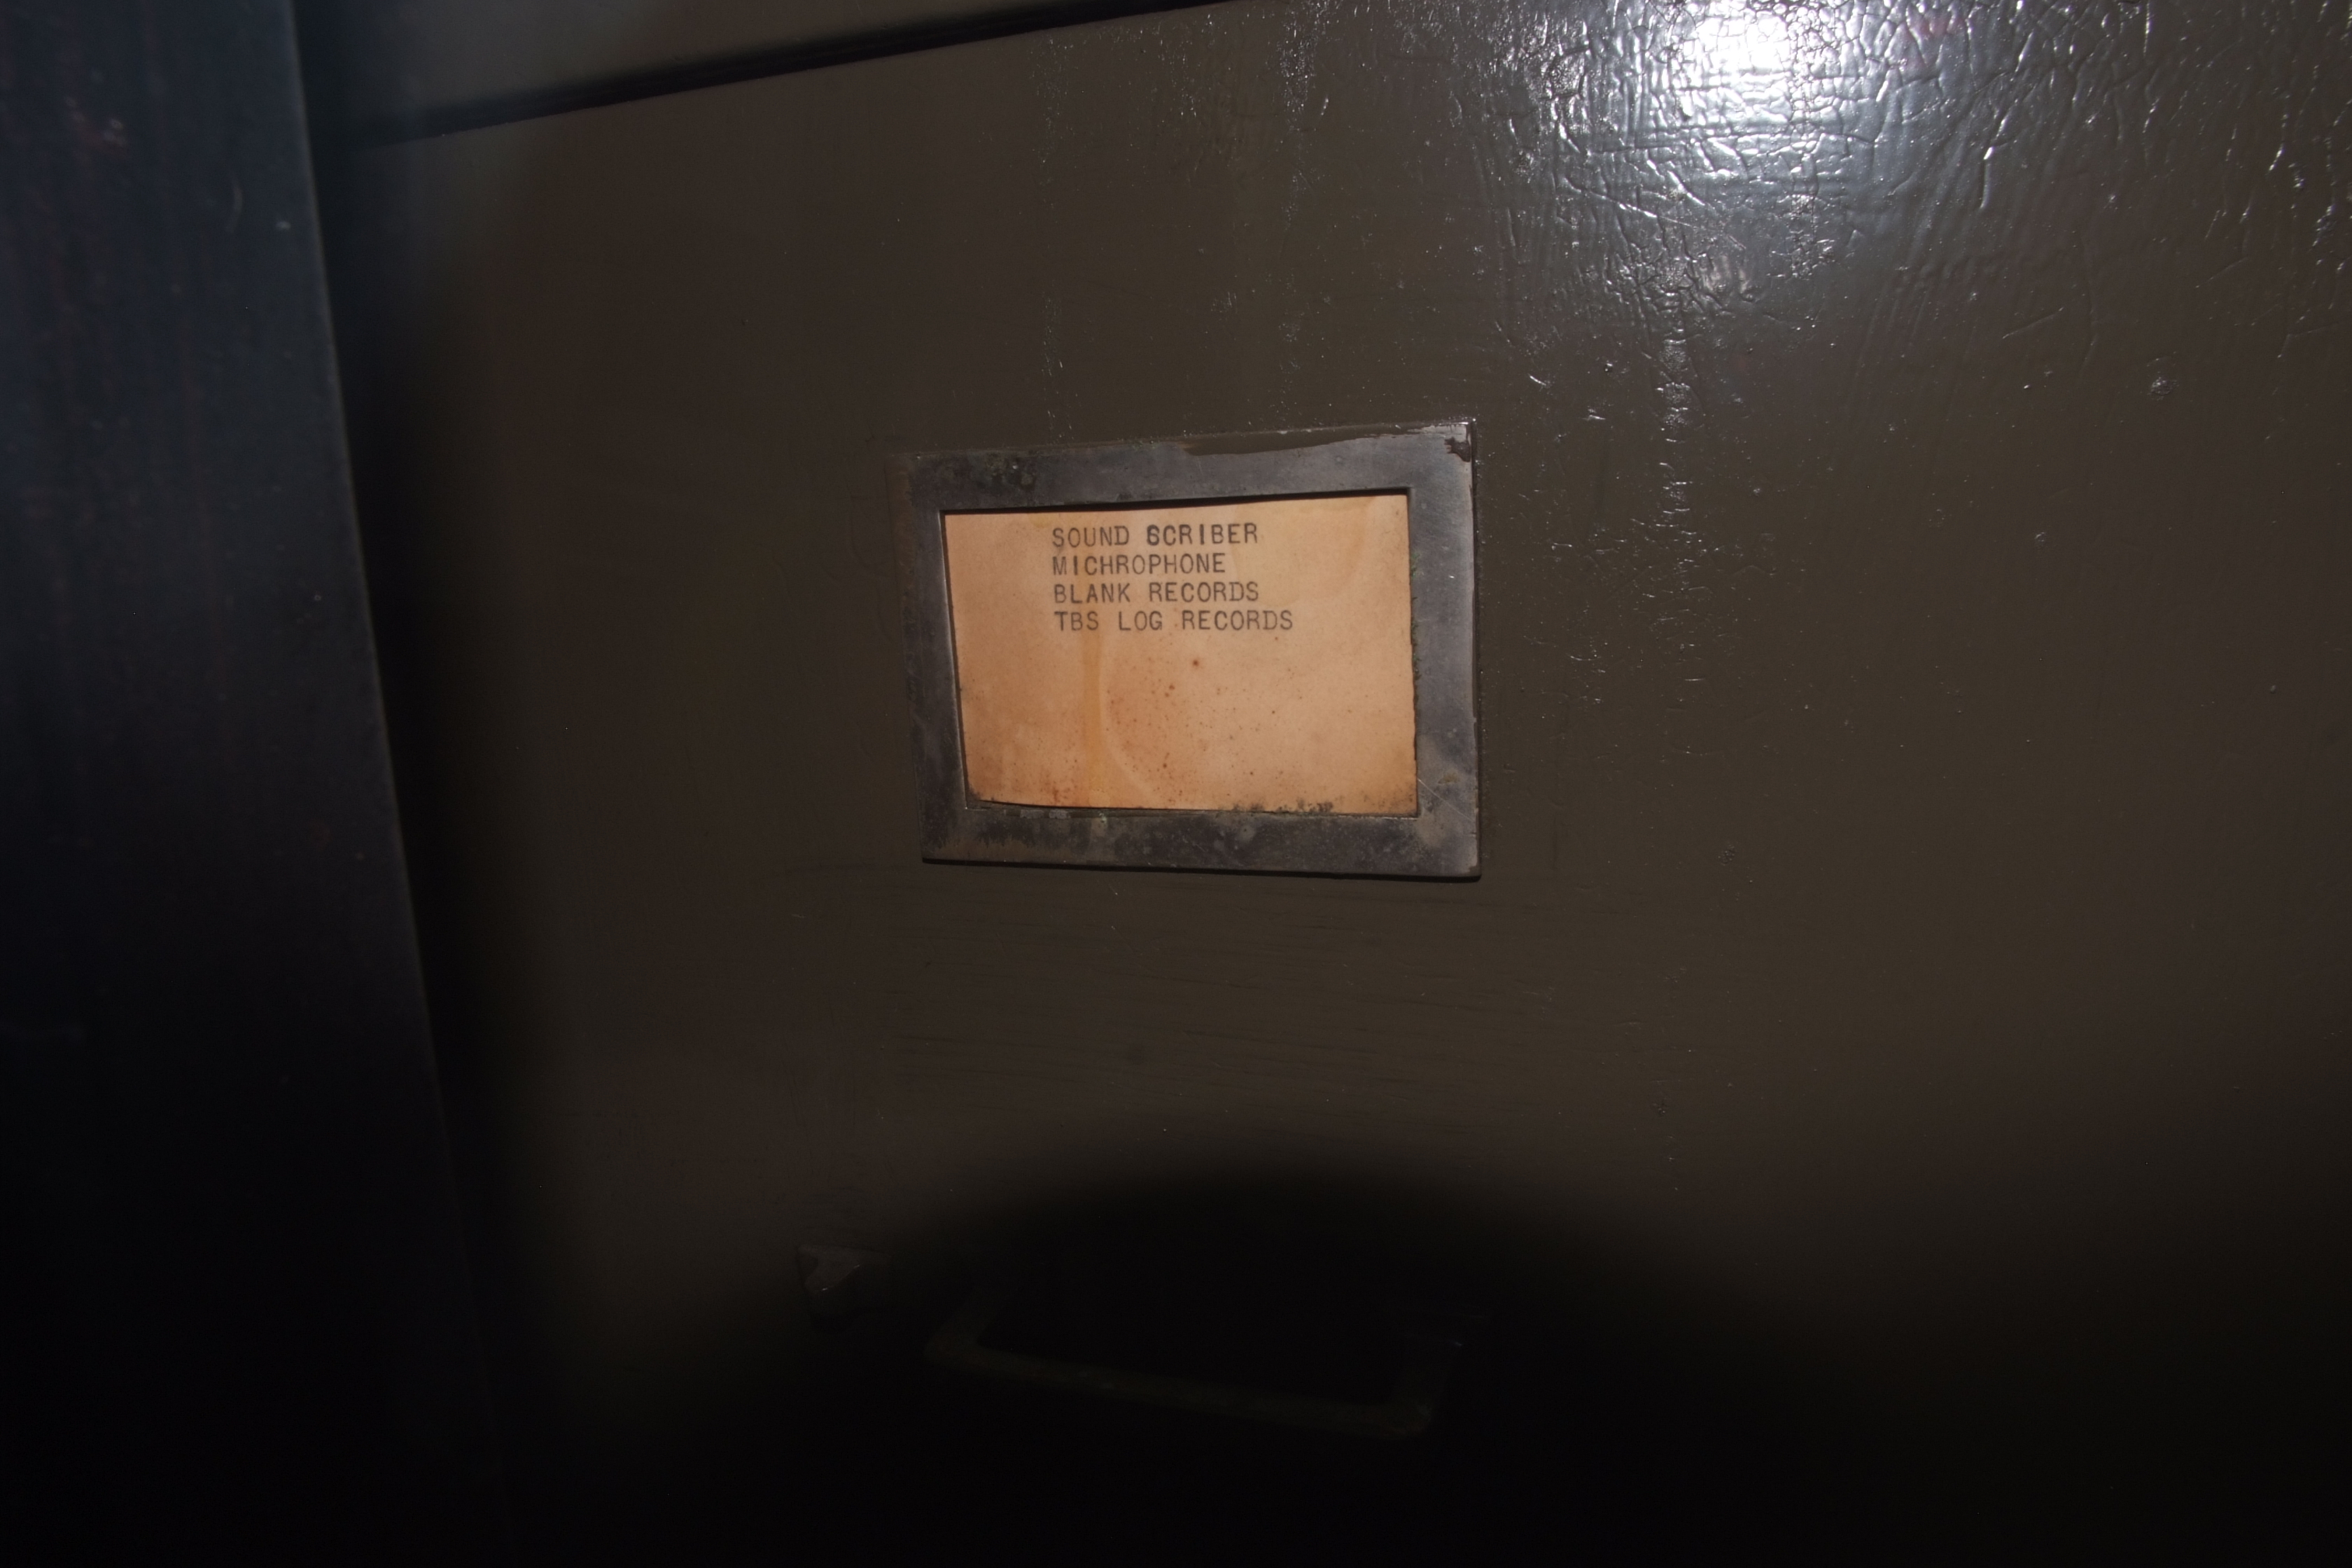 SOUND SCRIBER
MICHROPHONE
BLANK RECORDS
TBS LOG RECORDS